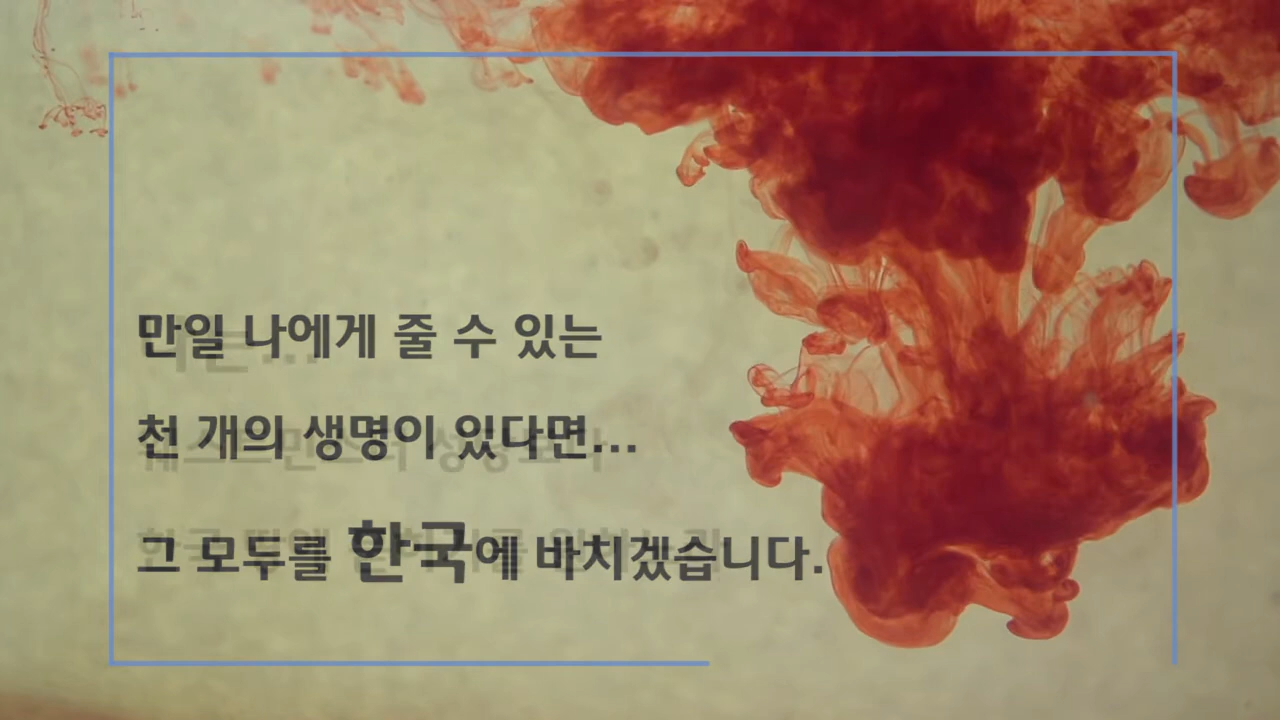 만일 나에게 줄 수 있는
천 개의 생명이 있다면...
그 모두를 한국에 바치겠습니다.